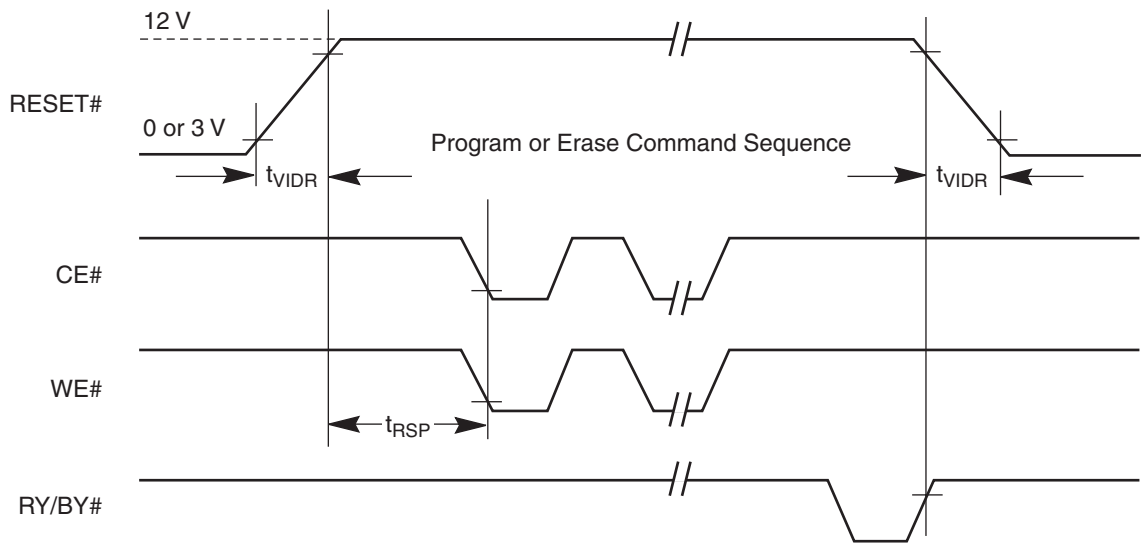 12 V
RESET#
0 or 3 V
Program or Erase Command Sequence
tVIDR
tVIDR
CE#
WE#
tRSP
RY/BY#